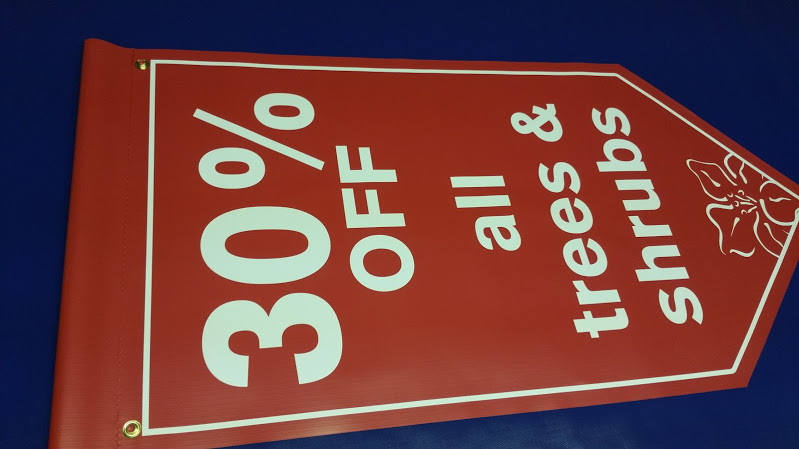 30%
OFF
all
trees &
shrubs